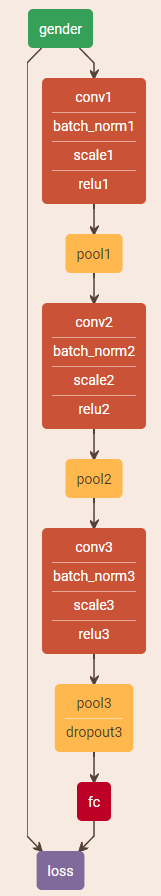 gender
conv1
batch_norm1
scale1
relu1
pool1
conv2
batch_norm2
scale2
relu2
pool2
conv3
batch_norm3
scale3
relu3
pool3
dropout3
fc
loss